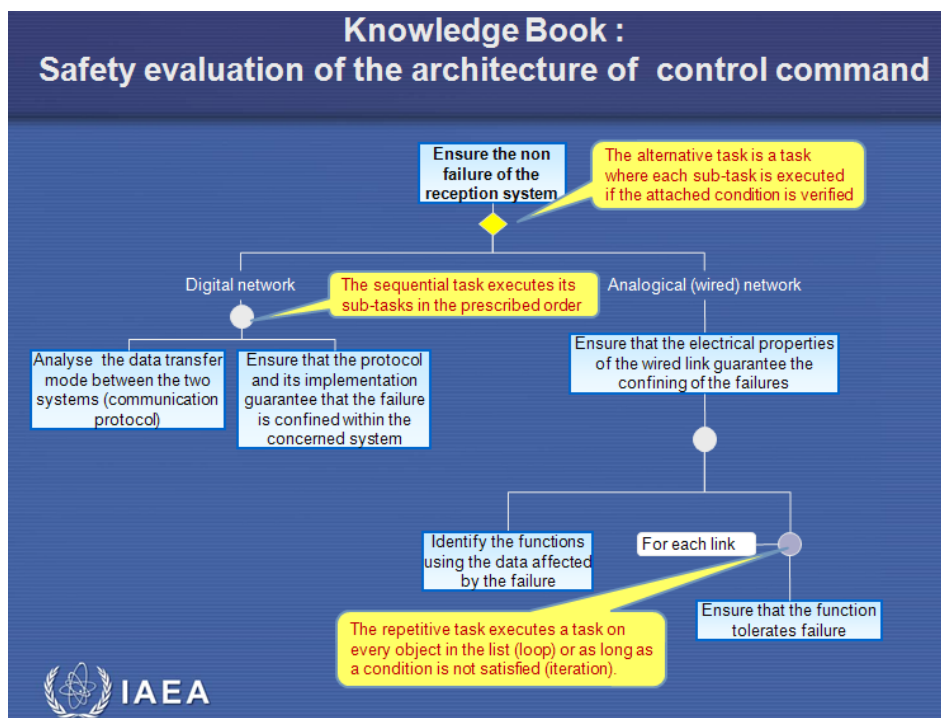 Knowledge Book :
Safety evaluation of the architecture of control command
Ensure the non
failure of the
reception system
The alternative task is a task
where each sub-task is executed
if the attached condition is verified
Digital network
The sequential task executes its
sub-tasks in the prescribed order
Analogical (wired) network
Analyse the data transfer
mode between the two
systems (communication
protocol)
Ensure that the protocol
and its implementation
guarantee that the failure
is confined within the
concerned system
Ensure that the electrical properties
of the wired link guarantee the
confining of the failures
Identify the functions
using the data affected
by the failure
For each link
Ensure that the function
tolerates failure
The repetitive task executes a task on
every object in the list (loop) or as long as
a condition is not satisfied (iteration).
IAEA